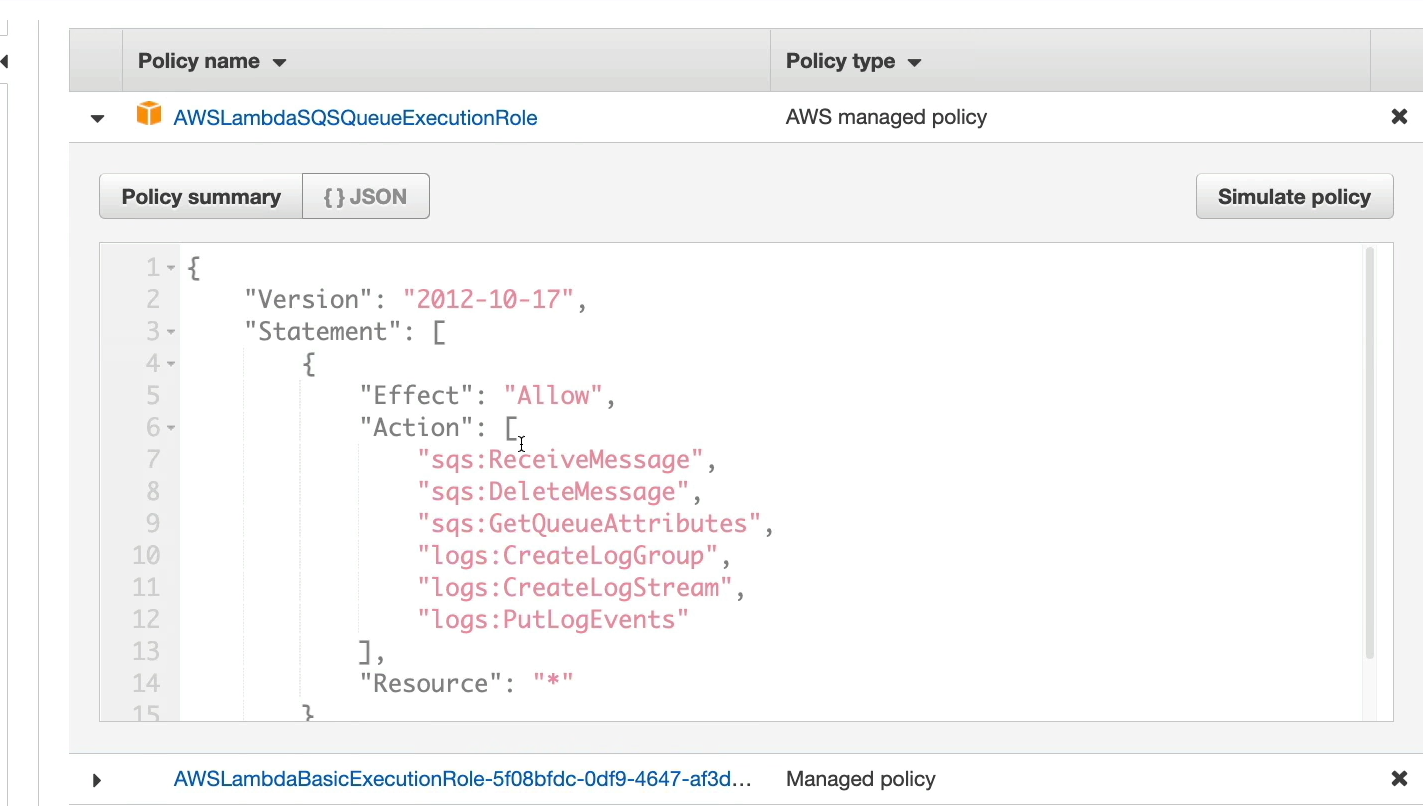 Policy name Policy type
AWSLambdaSQSQueueExecutionRole AWS managed policy
Policy summary { } JSON Simulate policy
1 {
2 "Version": "2012-10-17",
3 "Statement": [
4 {
5 "Effect": "Allow",
6 "Action": [
7 "sqs:ReceiveMessage",
8 "sqs:DeleteMessage",
9 "sqs:GetQueueAttributes",
10 "logs:CreateLogGroup",
11 "logs:CreateLogStream",
12 "logs:PutLogEvents"
13 ],
14 "Resource": "*"
15 }
AWSLambdaBasicExecutionRole-5f08bfdc-0df9-4647-af3d... Managed policy